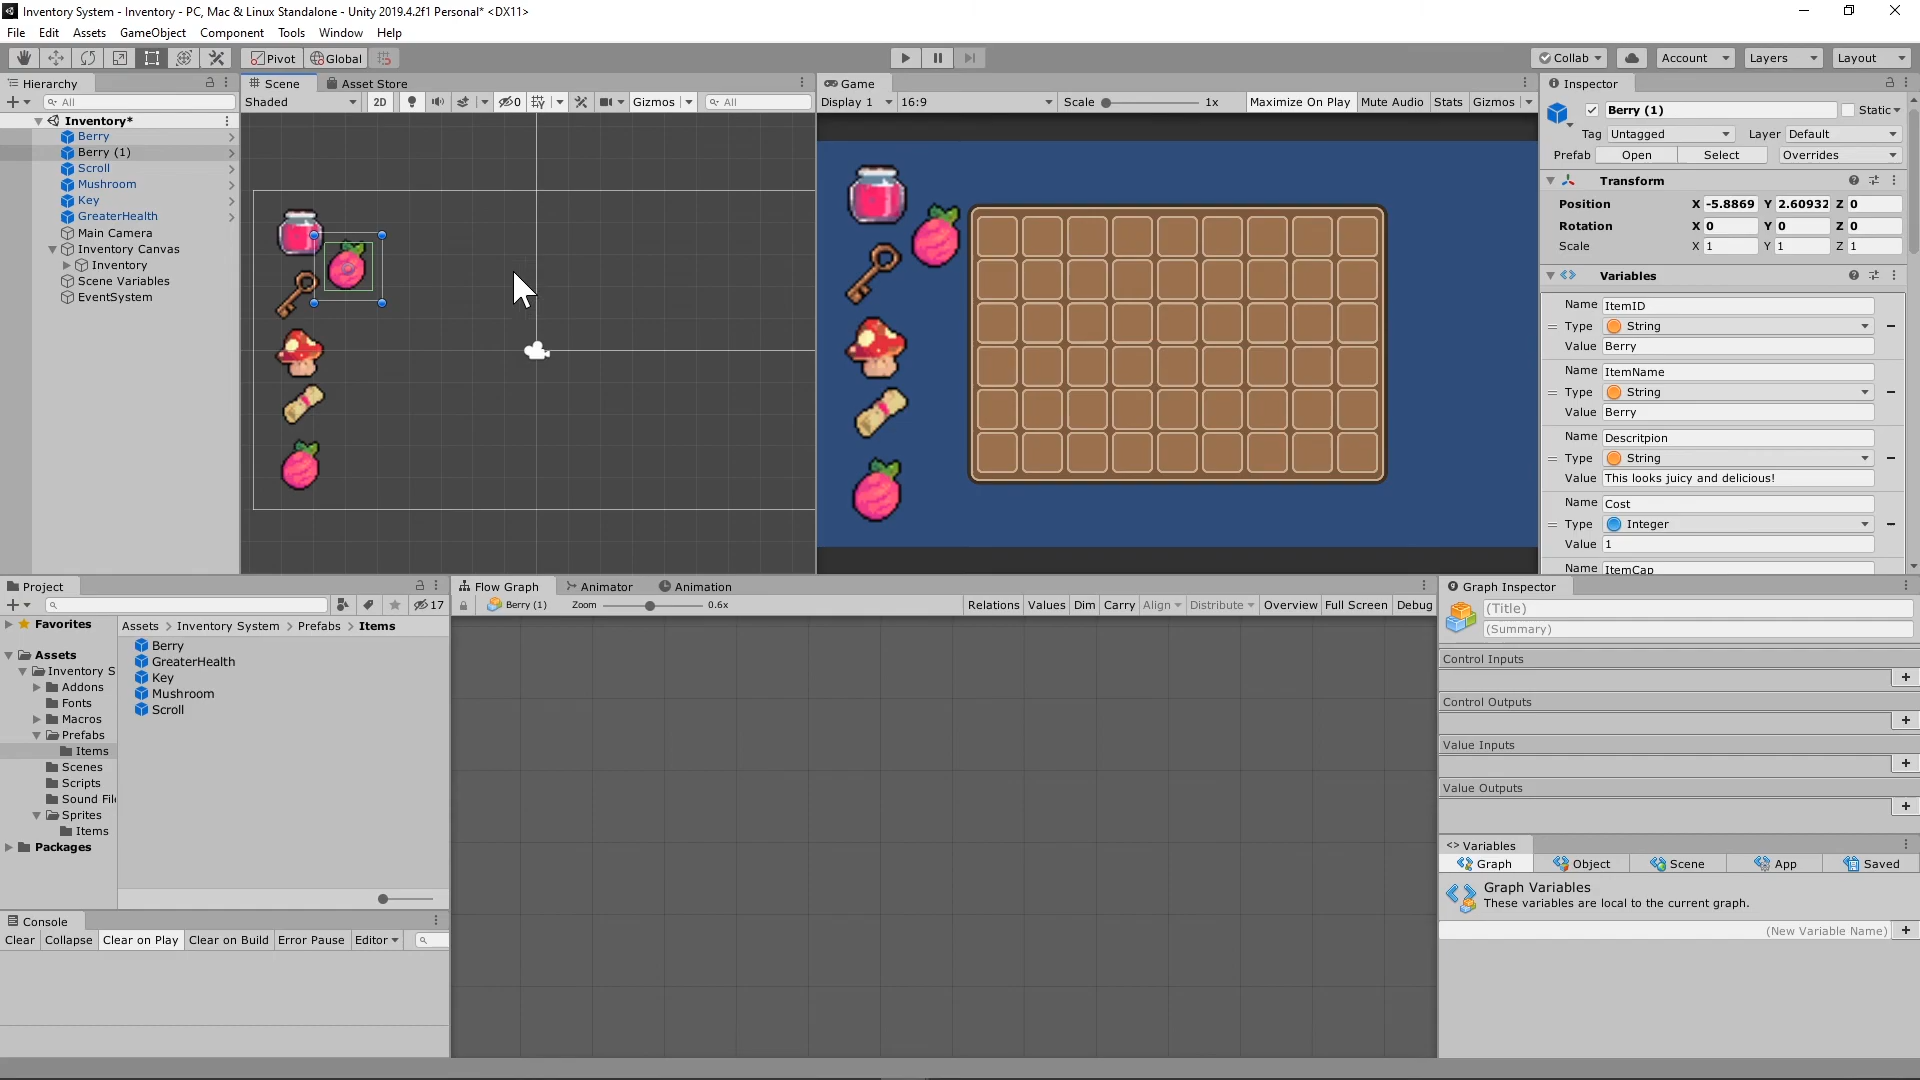 Inventory System - Inventory - PC, Mac & Linux Standalone - Unity 2019.4.2f1 Personal* <DX11>
File Edit Assets GameObject Component Tools Window Help
Pivot Global Collab Account Layers Layout
Hierarchy
All
Inventory*
Berry
Berry (1)
Scroll
Mushroom
Key
GreaterHealth
Main Camera
Inventory Canvas
Inventory
Scene Variables
EventSystem
Scene Asset Store
Shaded 2D 0 Gizmos All
Game
Display 1 16:9 Scale 1x Maximize On Play Mute Audio Stats Gizmos
Inspector
Berry (1) Static
Tag Untagged Layer Default
Prefab Open Select Overrides
Transform
Position X -5.8869 Y 2.60932 Z 0
Rotation X 0 Y 0 Z 0
Scale X 1 Y 1 Z 1
Variables
Name ItemID
Type String
Value Berry
Name ItemName
Type String
Value Berry
Name Descritpion
Type String
Value This looks juicy and delicious!
Name Cost
Type Integer
Value 1
Name ItemCap
Project
17
Favorites
Assets
Inventory S
Addons
Fonts
Macros
Prefabs
Items
Scenes
Scripts
Sound File
Sprites
Items
Packages
Assets > Inventory System > Prefabs > Items
Berry
GreaterHealth
Key
Mushroom
Scroll
Console
Clear Collapse Clear on Play Clear on Build Error Pause Editor
Flow Graph Animator Animation
Berry (1) Zoom 0.6x Relations Values Dim Carry Align Distribute Overview Full Screen Debug
Graph Inspector
(Title)
(Summary)
Control Inputs
Control Outputs
Value Inputs
Value Outputs
<> Variables
Graph Object Scene App Saved
Graph Variables
These variables are local to the current graph.
(New Variable Name)